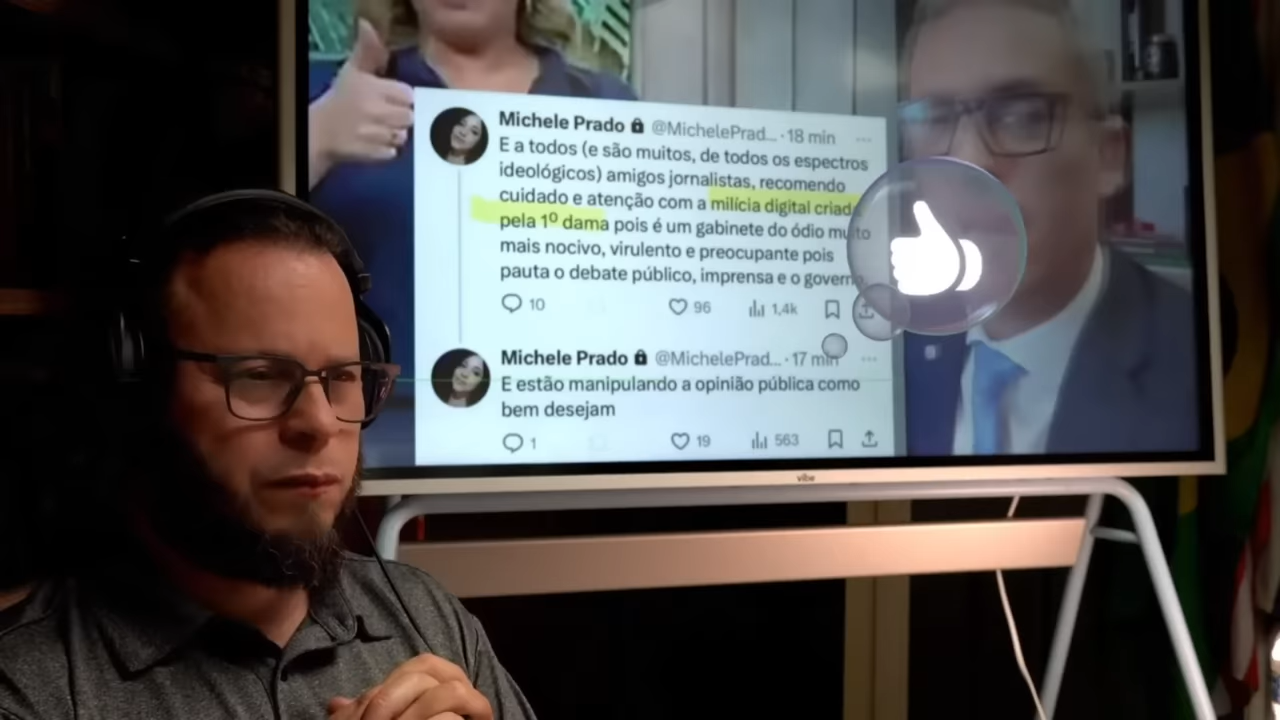 Michele Prado @MichelePrad... · 18 min
E a todos (e são muitos, de todos os espectros
ideológicos) amigos jornalistas, recomendo
cuidado e atenção com a milícia digital criad
pela 1º dama pois é um gabinete do ódio muito
mais nocivo, virulento e preocupante pois
pauta o debate público, imprensa e o govern
10 96 1,4k
Michele Prado @MichelePrad... · 17 min
E estão manipulando a opinião pública como
bem desejam
1 19 563
vibe